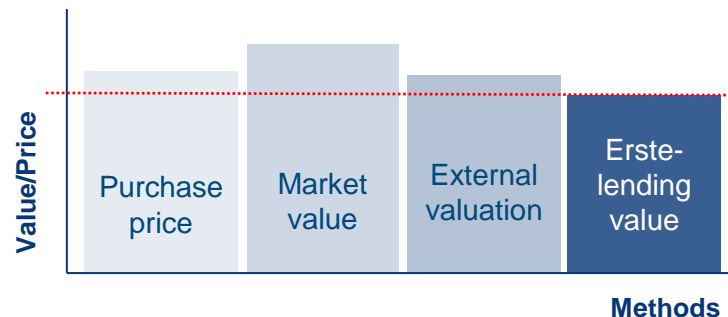 Value/Price
Purchase
price
Market
value
External
valuation
Erste-
lending
value
Methods